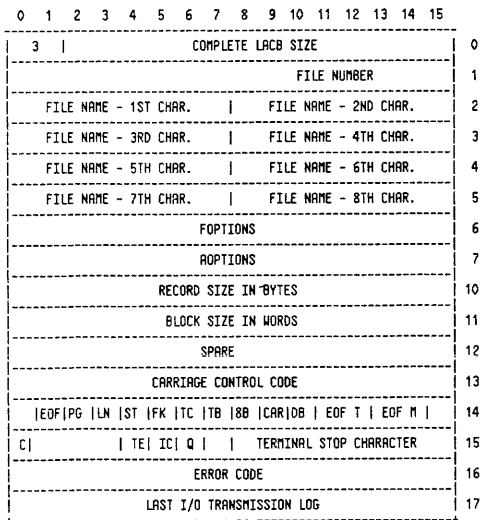 0 1 2 3 4 5 6 7 8 9 10 11 12 13 14 15
3 | COMPLETE LACB SIZE | 0
FILE NUMBER | 1
FILE NAME - 1ST CHAR. | FILE NAME - 2ND CHAR. | 2
FILE NAME - 3RD CHAR. | FILE NAME - 4TH CHAR. | 3
FILE NAME - 5TH CHAR. | FILE NAME - 6TH CHAR. | 4
FILE NAME - 7TH CHAR. | FILE NAME - 8TH CHAR. | 5
FOPTIONS | 6
AOPTIONS | 7
RECORD SIZE IN BYTES | 10
BLOCK SIZE IN WORDS | 11
SPARE | 12
CARRIAGE CONTROL CODE | 13
|EOF|PG |LN |ST |FK |TC |TB |8B |CAR|DB | EOF T | EOF M | 14
C| | TE| IC| Q | | TERMINAL STOP CHARACTER | 15
ERROR CODE | 16
LAST I/O TRANSMISSION LOG | 17